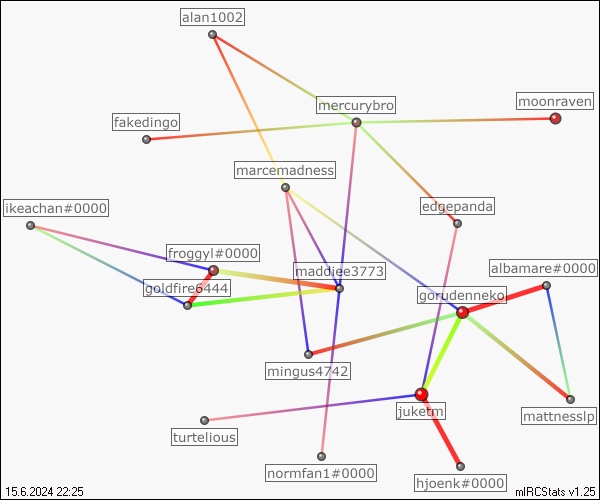 alan1002
mercurybro
moonraven
fakedingo
marcemadness
ikeachan#0000
edgepanda
froggyl#0000
maddiee3773
albamare#0000
goldfire6444
gorudenneko
mingus4742
juketm
mattnesslp
turtelious
normfan1#0000
hjoenk#0000
15.6.2024 22:25
mIRCStats v1.25